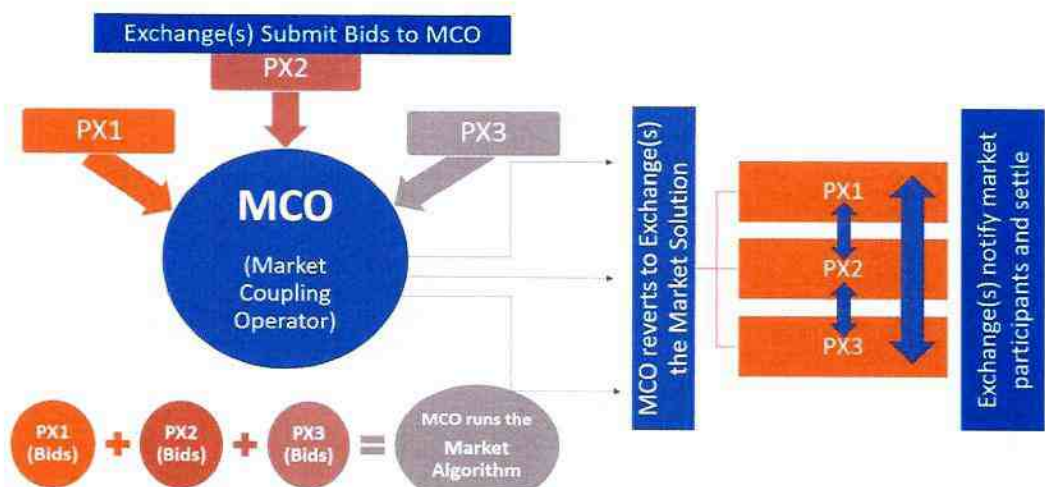 Exchange(s) Submit Bids to MCO
PX2
PX1
PX3
MCO
(Market
Coupling
Operator)
MCO reverts to Exchange(s)
the Market Solution
PX1
PX2
PX3
Exchange(s) notify market
participants and settle
PX1
(Bids)
+
PX2
(Bids)
+
PX3
(Bids)
=
MCO runs the
Market
Algorithm